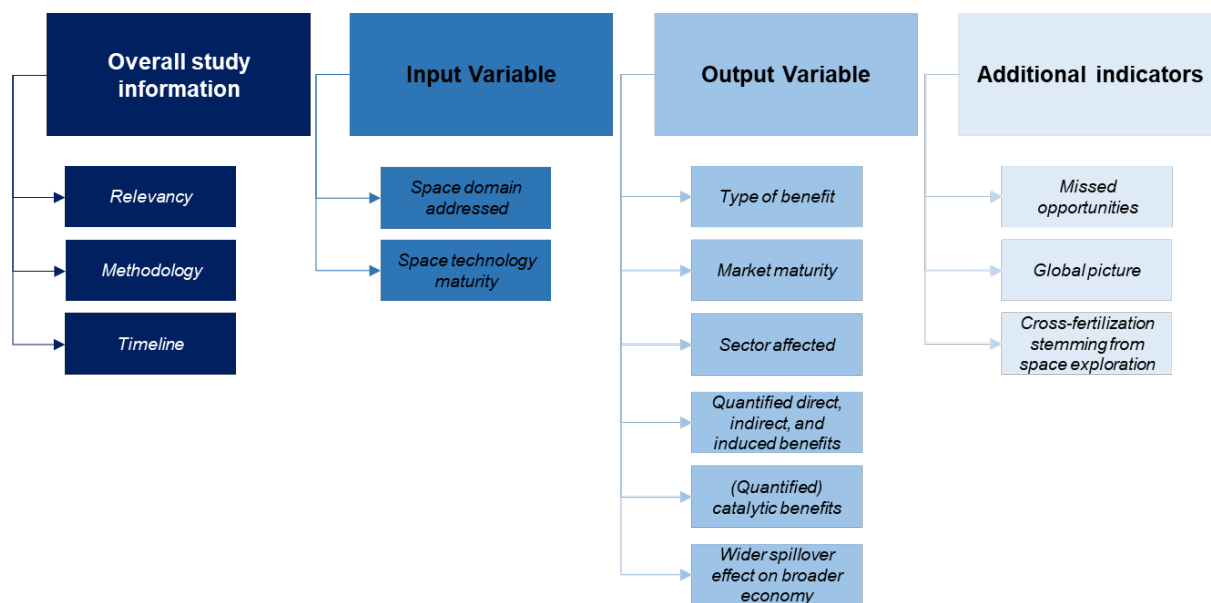 Overall study
information
Relevancy
Methodology
Timeline
Input Variable
Space domain
addressed
Space technology
maturity
Output Variable
Type of benefit
Market maturity
Sector affected
Quantified direct,
indirect, and
induced benefits
(Quantified)
catalytic benefits
Wider spillover
effect on broader
economy
Additional indicators
Missed
opportunities
Global picture
Cross-fertilization
stemming from
space exploration